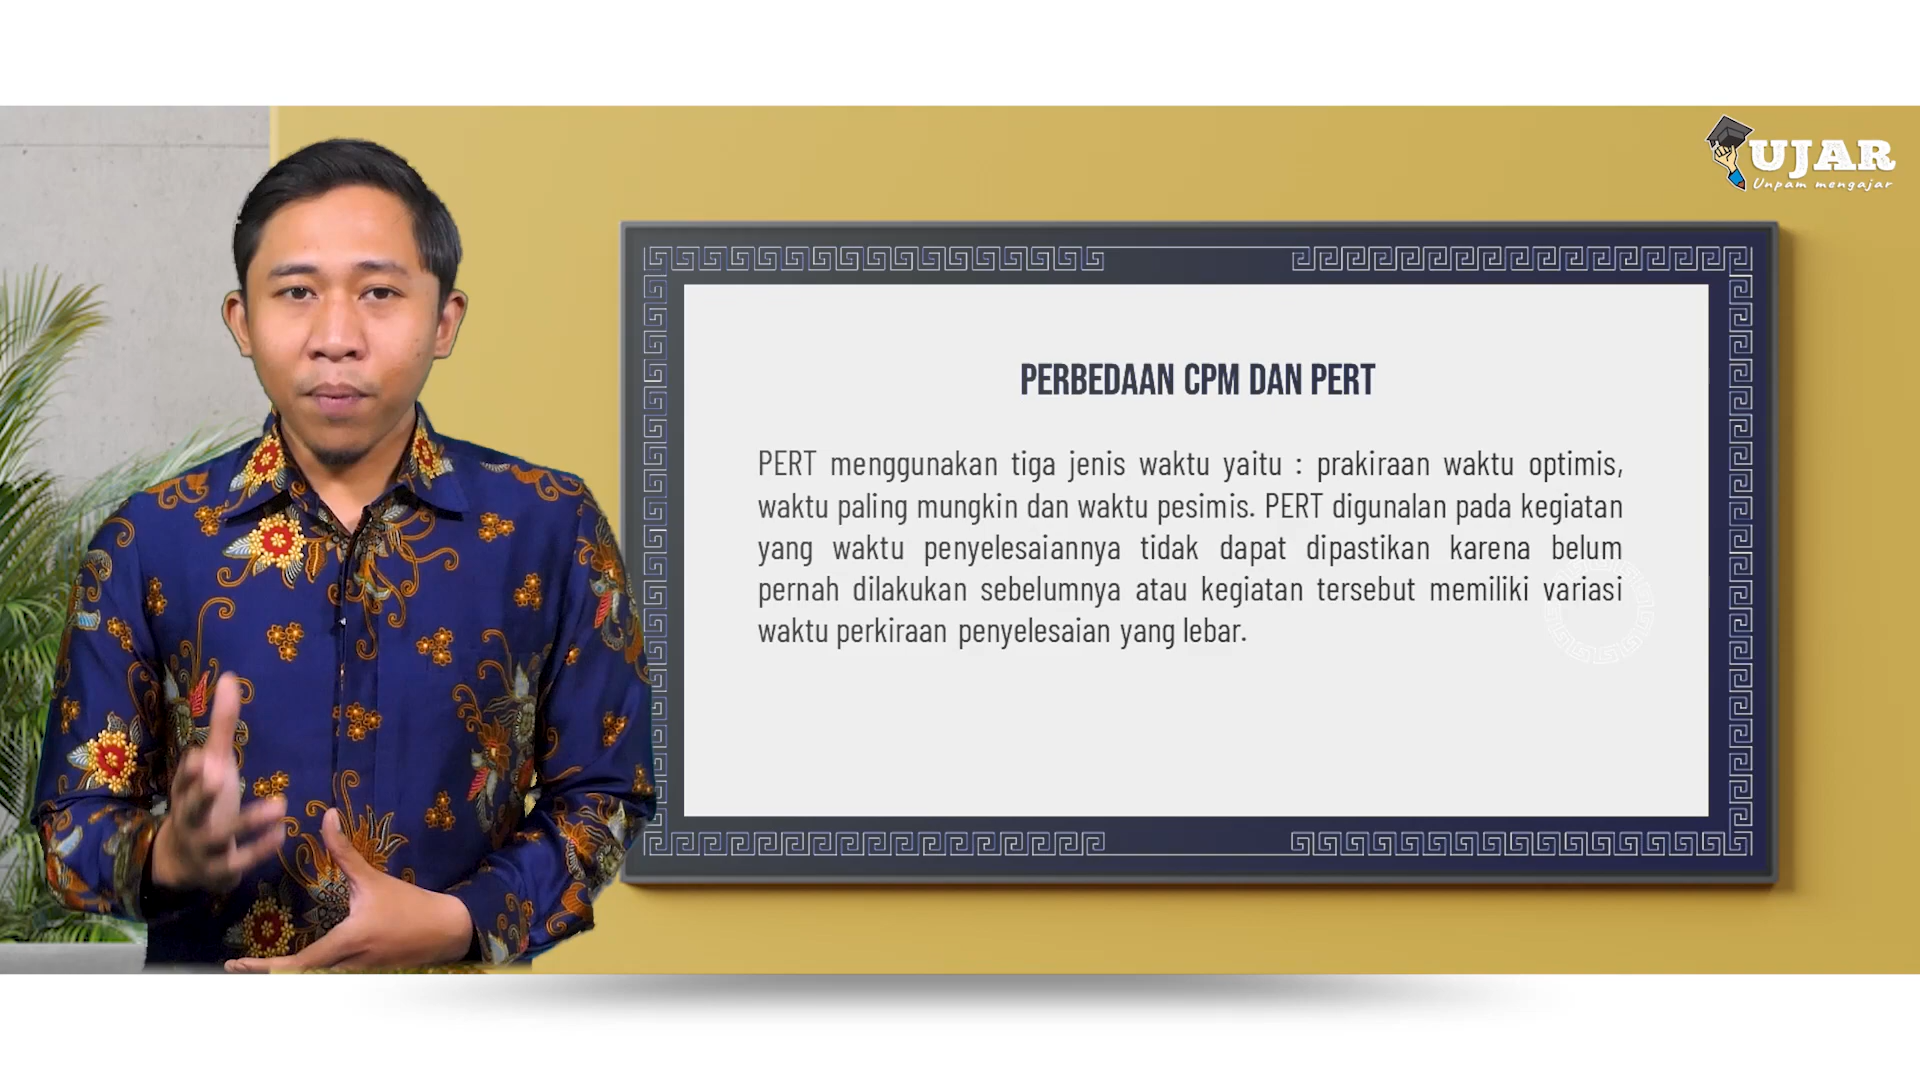 UJAR
Unpam mengajar
PERBEDAAN CPM DAN PERT
PERT menggunakan tiga jenis waktu yaitu : prakiraan waktu optimis,
waktu paling mungkin dan waktu pesimis. PERT digunalan pada kegiatan
yang waktu penyelesaiannya tidak dapat dipastikan karena belum
pernah dilakukan sebelumnya atau kegiatan tersebut memiliki variasi
waktu perkiraan penyelesaian yang lebar.